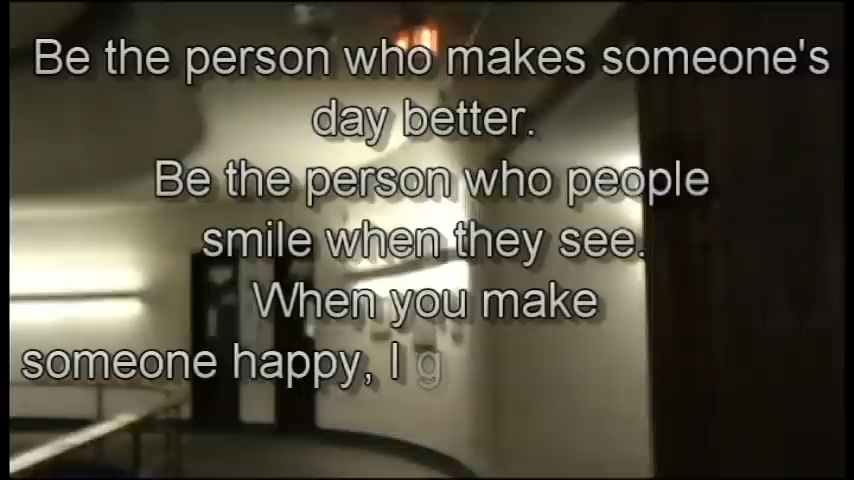 Be the person who makes someone's
day better.
Be the person who people
smile when they see.
When you make
someone happy, I g